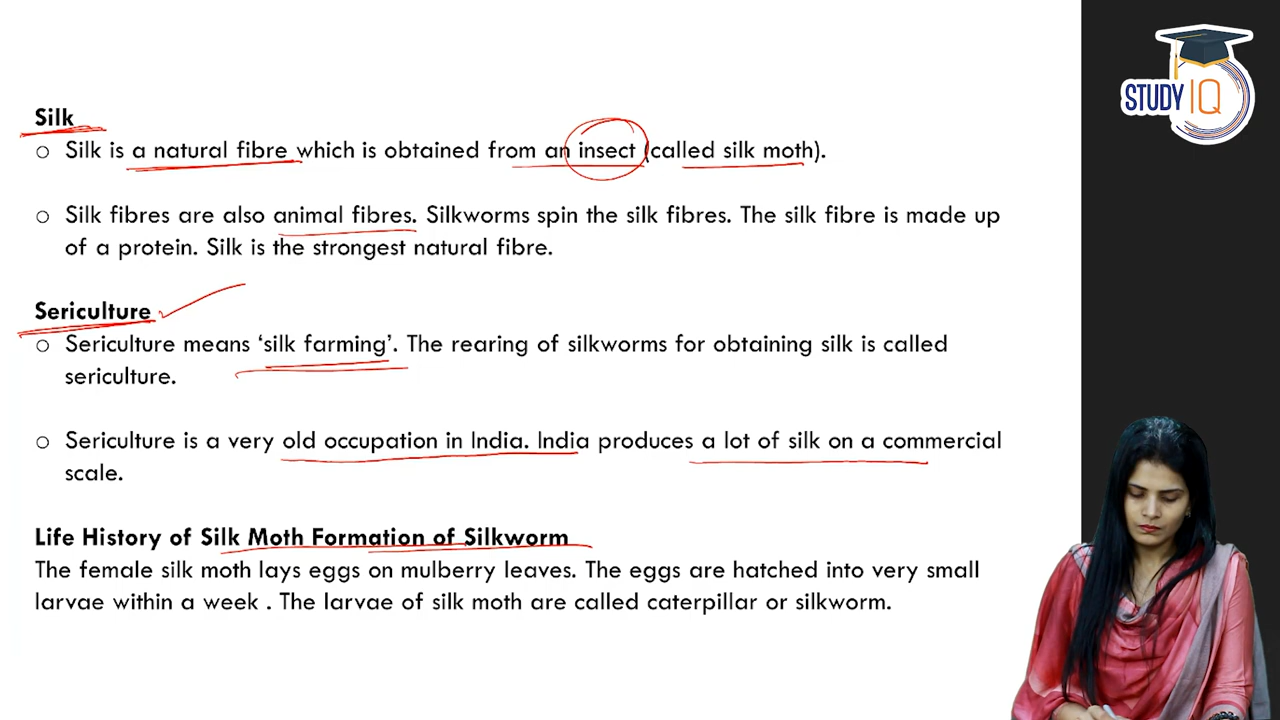 STUDY IQ
Silk
○ Silk is a natural fibre which is obtained from an insect (called silk moth).
○ Silk fibres are also animal fibres. Silkworms spin the silk fibres. The silk fibre is made up
of a protein. Silk is the strongest natural fibre.
Sericulture
○ Sericulture means ‘silk farming’. The rearing of silkworms for obtaining silk is called
sericulture.
○ Sericulture is a very old occupation in India. India produces a lot of silk on a commercial
scale.
Life History of Silk Moth Formation of Silkworm
The female silk moth lays eggs on mulberry leaves. The eggs are hatched into very small
larvae within a week . The larvae of silk moth are called caterpillar or silkworm.